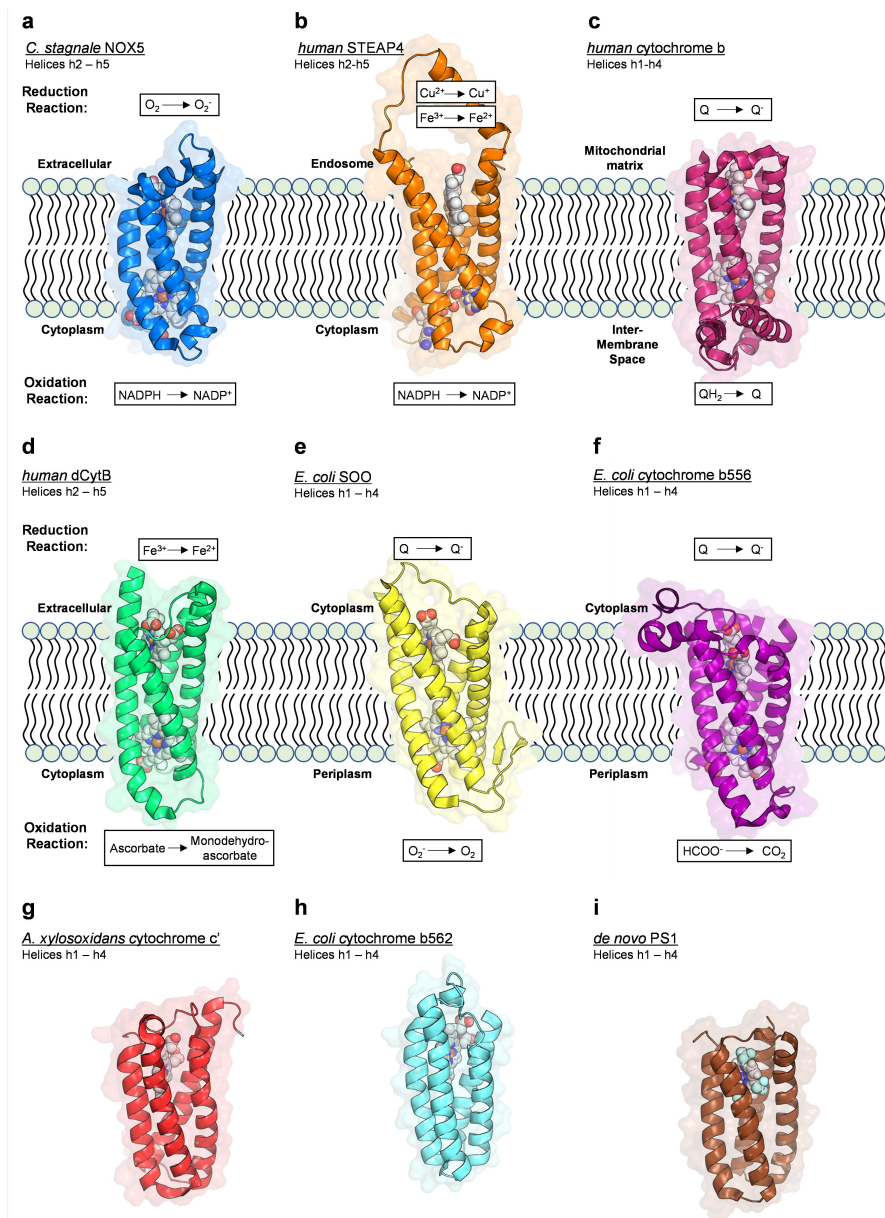 a
C. stagnale NOX5
Helices h2 – h5
b
human STEAP4
Helices h2-h5
c
human cytochrome b
Helices h1-h4
Reduction
Reaction:
O₂ → O₂⁻
Cu²⁺ → Cu⁺
Fe³⁺ → Fe²⁺
Q → Q⁻
Extracellular
Endosome
Mitochondrial
matrix
Cytoplasm
Cytoplasm
Inter-
Membrane
Space
Oxidation
Reaction:
NADPH → NADP⁺
NADPH → NADP⁺
QH₂ → Q
d
human dCytB
Helices h2 – h5
e
E. coli SOO
Helices h1 – h4
f
E. coli cytochrome b556
Helices h1 – h4
Reduction
Reaction:
Fe³⁺ → Fe²⁺
Q → Q⁻
Q → Q⁻
Extracellular
Cytoplasm
Cytoplasm
Cytoplasm
Periplasm
Periplasm
Oxidation
Reaction:
Ascorbate → Monodehydro-
ascorbate
O₂⁻ → O₂
HCOO⁻ → CO₂
g
A. xylosoxidans cytochrome c'
Helices h1 – h4
h
E. coli cytochrome b562
Helices h1 – h4
i
de novo PS1
Helices h1 – h4